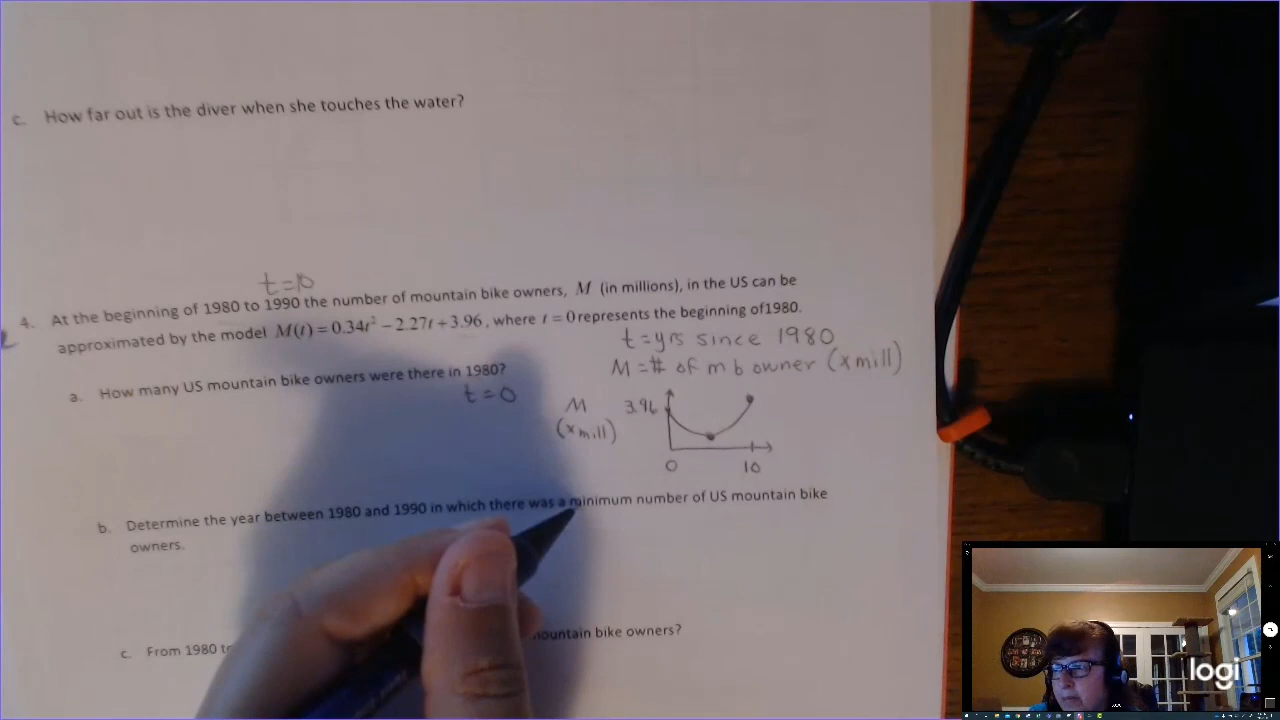 c. How far out is the diver when she touches the water?
t=10
4. At the beginning of 1980 to 1990 the number of mountain bike owners, M (in millions), in the US can be
approximated by the model M(t) = 0.34t² − 2.27t + 3.96, where t = 0 represents the beginning of1980.
t = yrs since 1980
M = # of m b owner (x mill)
a. How many US mountain bike owners were there in 1980?
t = 0
M
(x mill)
3.96
0
10
b. Determine the year between 1980 and 1990 in which there was a minimum number of US mountain bike
owners.
c. From 1980 mountain bike owners?
logi